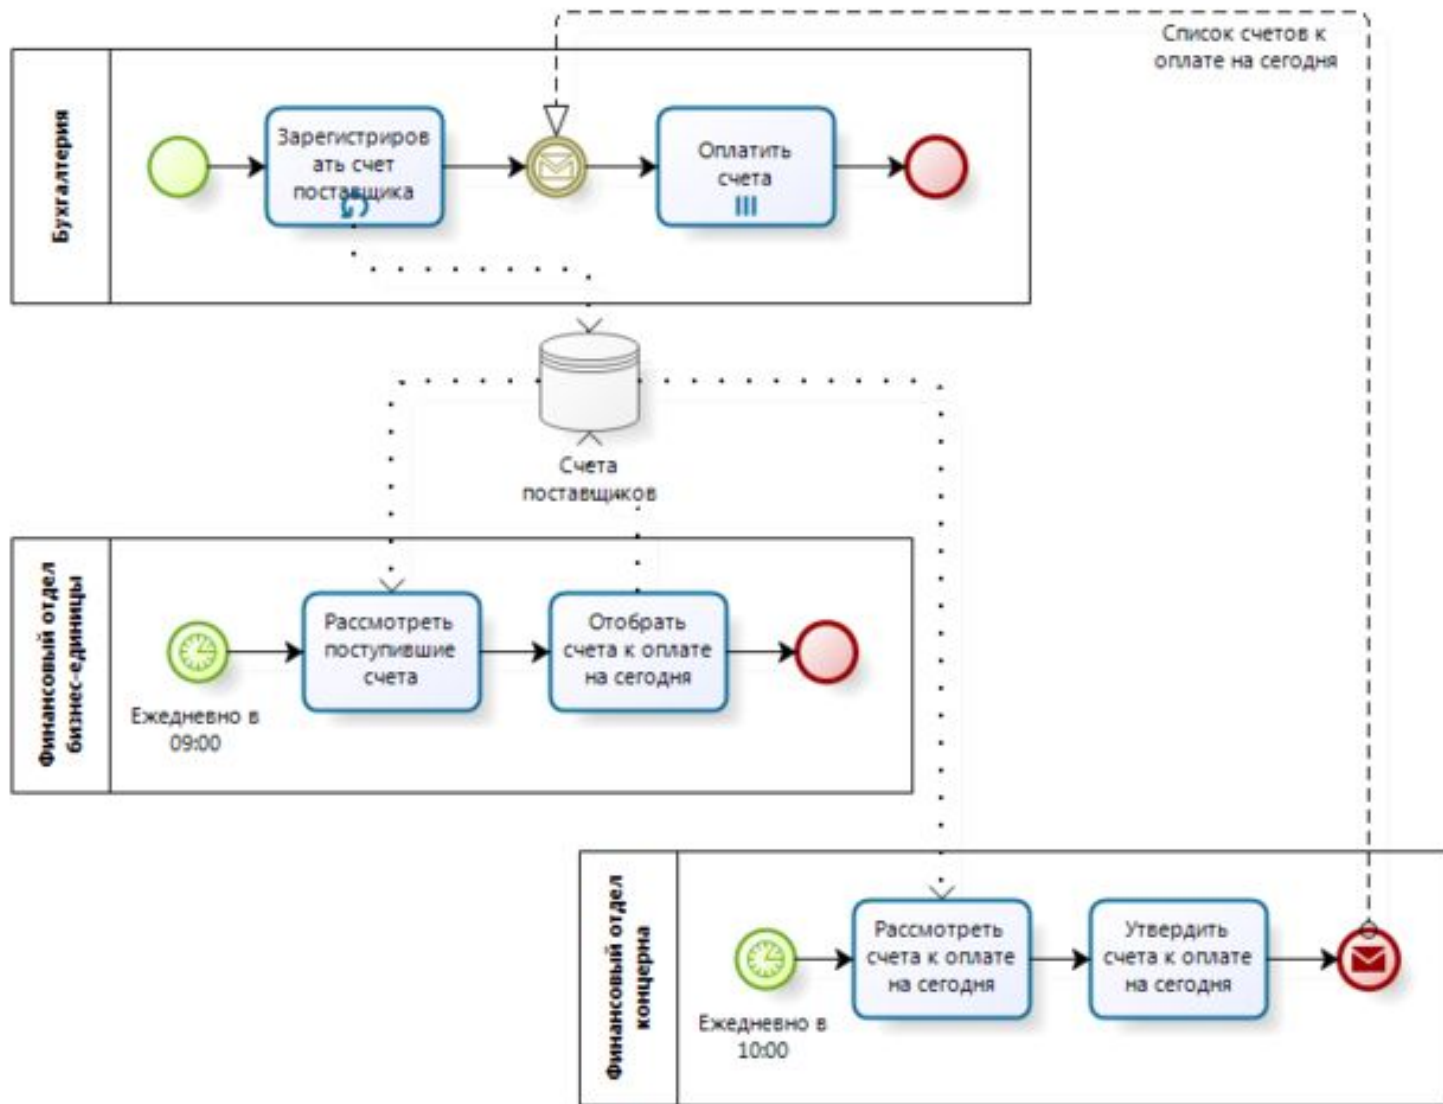 Список счетов к
оплате на сегодня
Бухгалтерия
Зарегистриров
ать счет
поставщика
Оплатить
счета
Счета
поставщиков
Финансовый отдел
бизнес-единицы
Ежедневно в
09:00
Рассмотреть
поступившие
счета
Отобрать
счета к оплате
на сегодня
Финансовый отдел
концерна
Ежедневно в
10:00
Рассмотреть
счета к оплате
на сегодня
Утвердить
счета к оплате
на сегодня